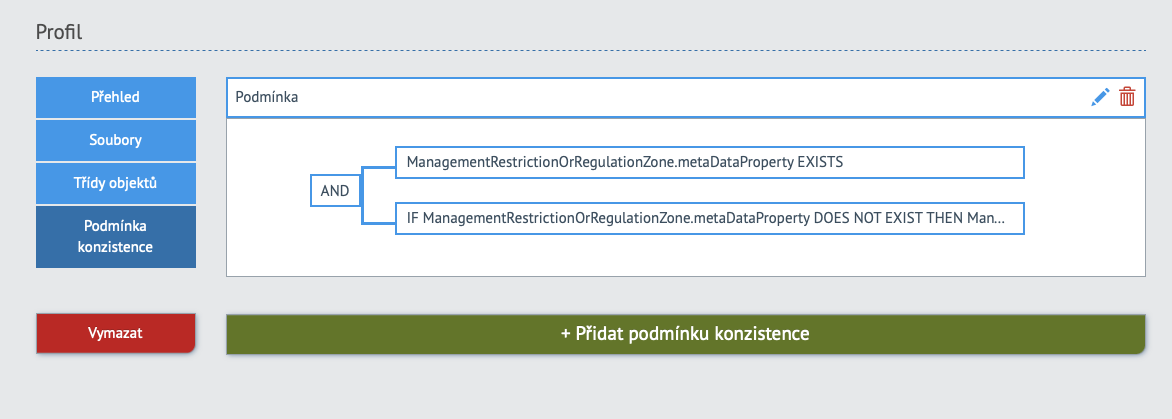 Profil
Přehled
Soubory
Třídy objektů
Podmínka
konzistence
Vymazat
Podmínka
AND
ManagementRestrictionOrRegulationZone.metaDataProperty EXISTS
IF ManagementRestrictionOrRegulationZone.metaDataProperty DOES NOT EXIST THEN Man...
+ Přidat podmínku konzistence